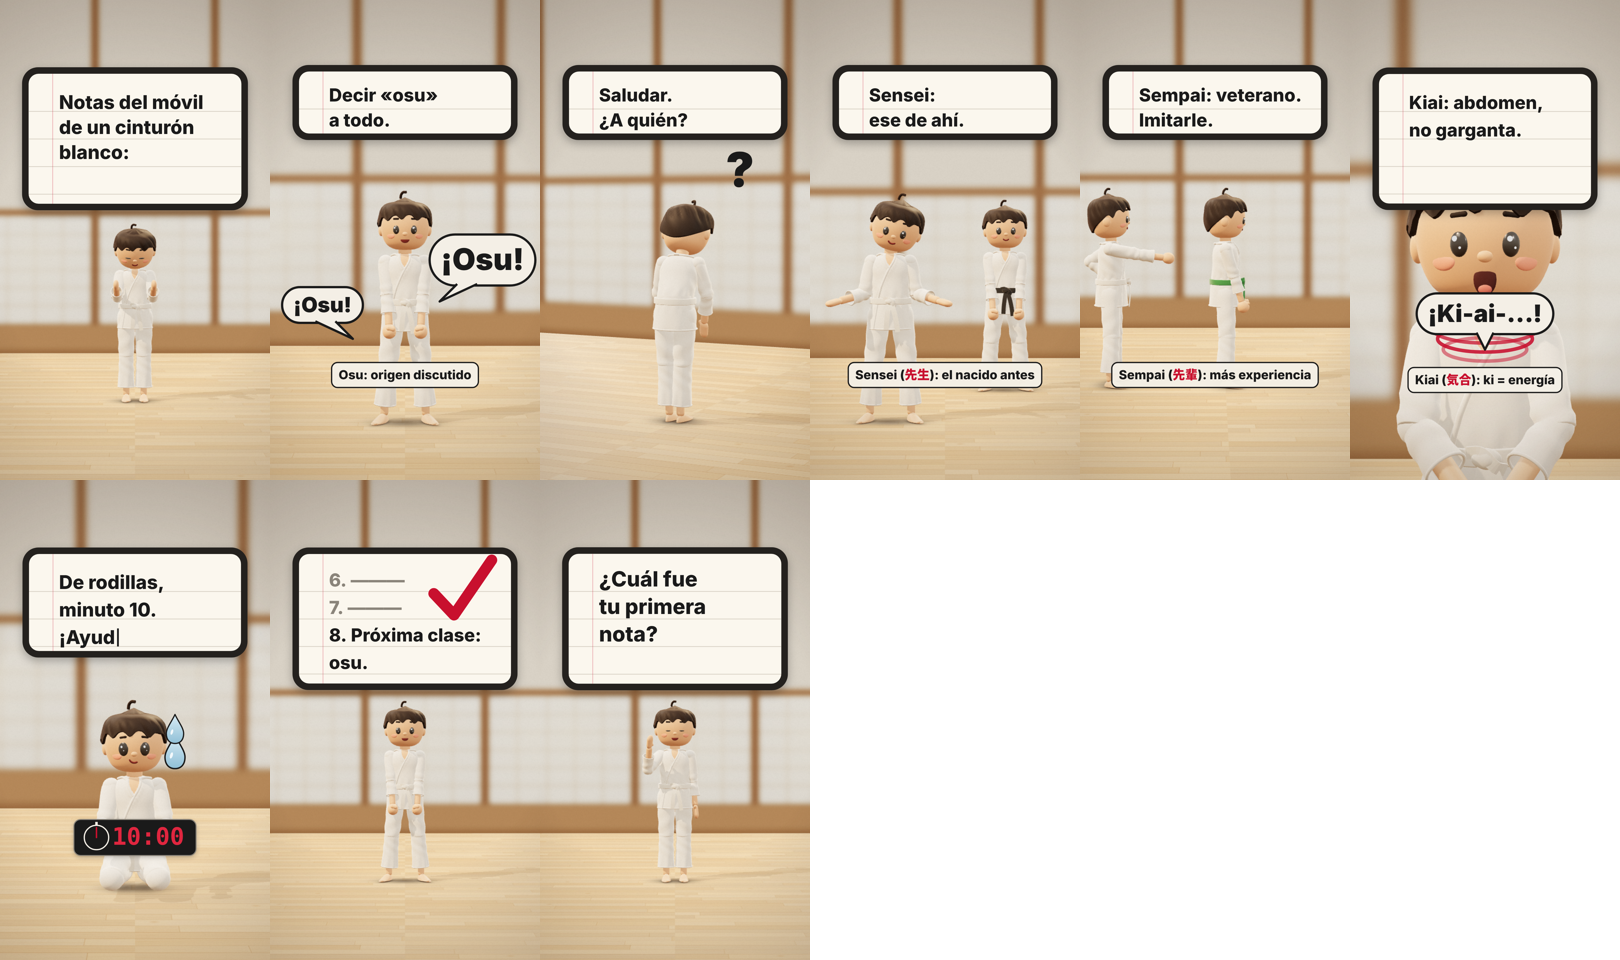 Notas del móvil
de un cinturón
blanco:
Decir «osu»
a todo.
¡Osu!
¡Osu!
Osu: origen discutido
Saludar.
¿A quién?
?
Sensei:
ese de ahí.
Sensei (先生): el nacido antes
Sempai: veterano.
Imitarle.
Sempai (先輩): más experiencia
Kiai: abdomen,
no garganta.
¡Ki-ai-...!
Kiai (気合): ki = energía
De rodillas,
minuto 10.
¡Ayud
10:00
6.
7.
8. Próxima clase:
osu.
¿Cuál fue
tu primera
nota?